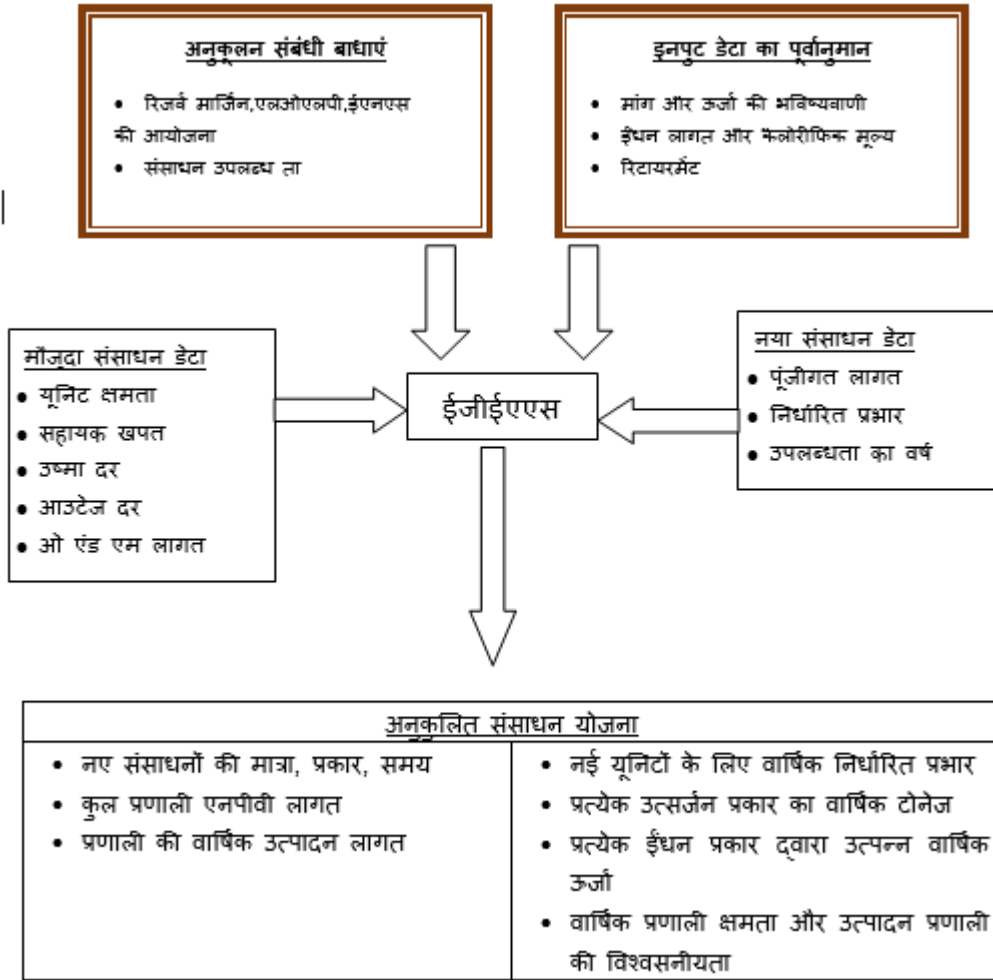 अनुकूलन संबंधी बाधाएं
• रिजर्व मार्जिन,एलओएलपी,ईएनएस
की आयोजना
• संसाधन उपलब्ध ता
इनपुट डेटा का पूर्वानुमान
• मांग और ऊर्जा की भविष्यवाणी
• ईंधन लागत और कैलोरीफिक मूल्य
• रिटायरमेंट
मौजूदा संसाधन डेटा
• यूनिट क्षमता
• सहायक खपत
• उष्मा दर
• आउटेज दर
• ओ एंड एम लागत
ईजीईएएस
नया संसाधन डेटा
• पूंजीगत लागत
• निर्धारित प्रभार
• उपलब्धता का वर्ष
अनुकूलित संसाधन योजना
• नए संसाधनों की मात्रा, प्रकार, समय
• कुल प्रणाली एनपीवी लागत
• प्रणाली की वार्षिक उत्पादन लागत
• नई यूनिटों के लिए वार्षिक निर्धारित प्रभार
• प्रत्येक उत्सर्जन प्रकार का वार्षिक टोनेज
• प्रत्येक ईंधन प्रकार द्वारा उत्पन्न वार्षिक
ऊर्जा
• वार्षिक प्रणाली क्षमता और उत्पादन प्रणाली
की विश्वसनीयता